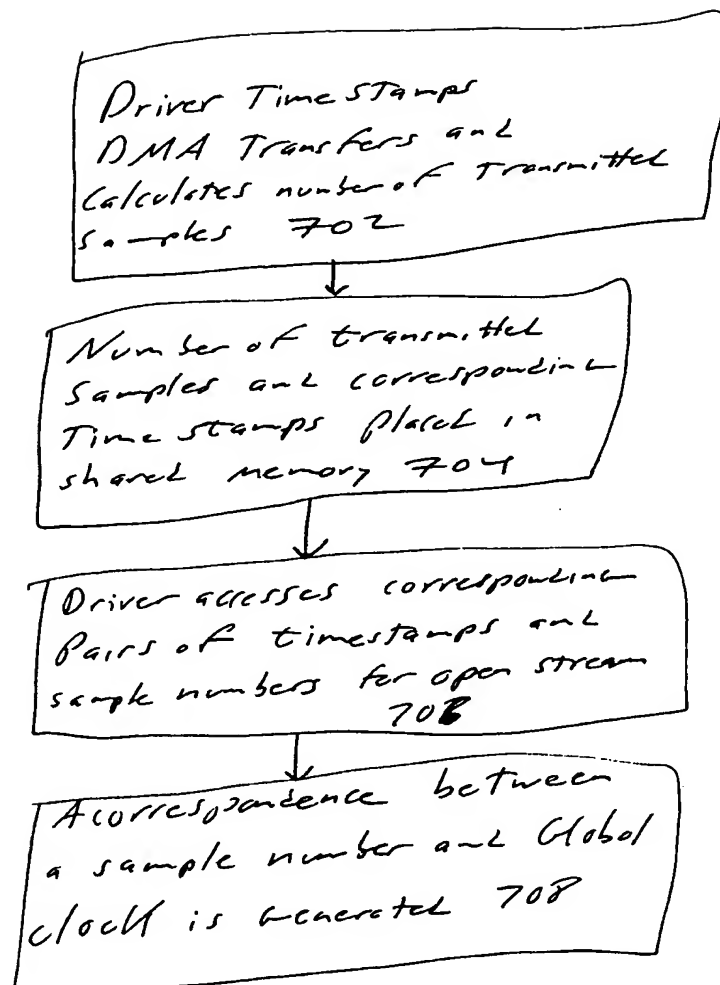 Driver Timestamps
DMA Transfers and
Calculates number of Transmitted
samples 702
Number of transmitted
samples and corresponding
Time stamps placed in
shared memory 704
Driver accesses corresponding
Pairs of timestamps and
sample numbers for open stream
706
A correspondence between
a sample number and Global
clock is generated 708